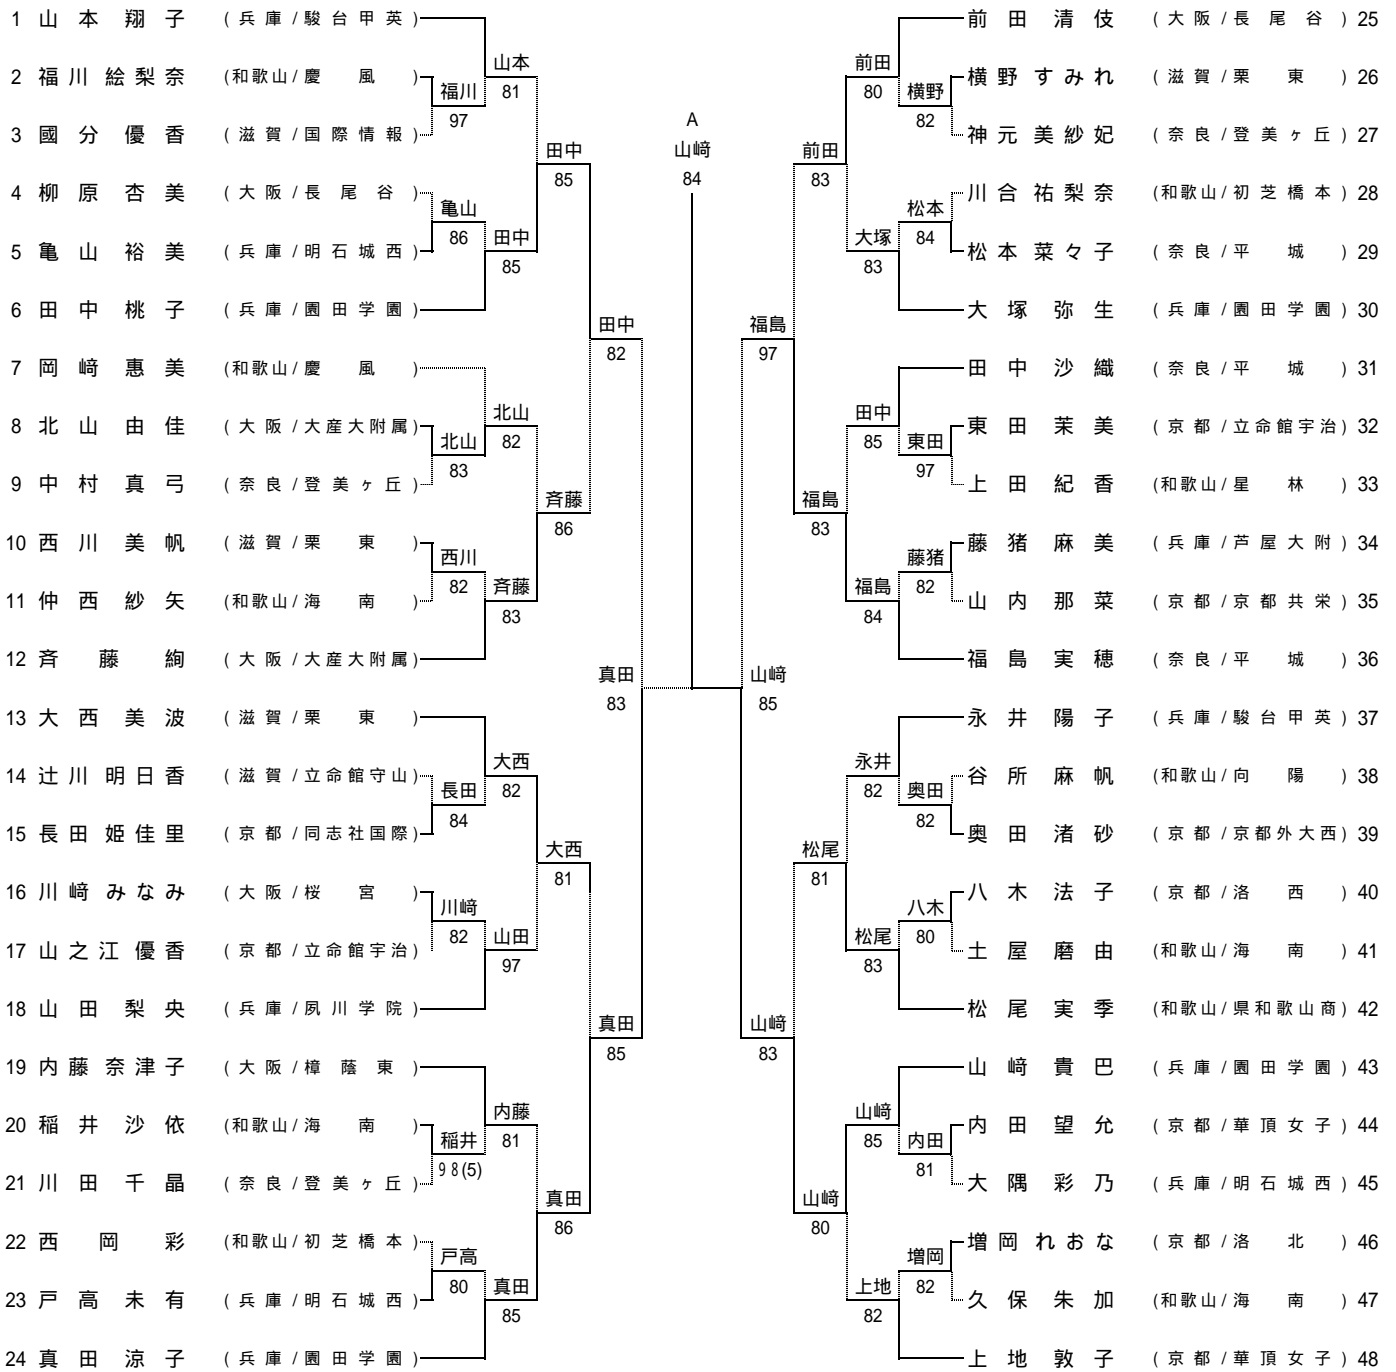 1 山本翔子 (兵庫/駿台甲英)
2 福川絵梨奈 (和歌山/慶風)
3 國分優香 (滋賀/国際情報)
4 柳原杏美 (大阪/長尾谷)
5 亀山裕美 (兵庫/明石城西)
6 田中桃子 (兵庫/園田学園)
7 岡﨑惠美 (和歌山/慶風)
8 北山由佳 (大阪/大産大附属)
9 中村真弓 (奈良/登美ヶ丘)
10 西川美帆 (滋賀/栗東)
11 仲西紗矢 (和歌山/海南)
12 斉藤絢 (大阪/大産大附属)
13 大西美波 (滋賀/栗東)
14 辻川明日香 (滋賀/立命館守山)
15 長田姫佳里 (京都/同志社国際)
16 川﨑みなみ (大阪/桜宮)
17 山之江優香 (京都/立命館宇治)
18 山田梨央 (兵庫/夙川学院)
19 内藤奈津子 (大阪/樟蔭東)
20 稲井沙依 (和歌山/海南)
21 川田千晶 (奈良/登美ヶ丘)
22 西岡彩 (和歌山/初芝橋本)
23 戸高未有 (兵庫/明石城西)
24 真田涼子 (兵庫/園田学園)
福川
97
亀山
86
北山
83
西川
82
長田
84
川﨑
82
稲井
98(5)
戸高
80
山本
81
田中
85
北山
82
斉藤
83
大西
82
山田
97
内藤
81
真田
85
田中
85
斉藤
86
大西
81
真田
86
田中
82
真田
85
真田
83
A
山﨑
84
山﨑
85
福島
97
山﨑
83
前田
83
福島
83
松尾
81
山﨑
80
前田
80
大塚
83
田中
85
福島
84
永井
82
松尾
83
山﨑
85
上地
82
横野
82
松本
84
東田
97
藤猪
82
奥田
82
八木
80
内田
81
増岡
82
前田清伎 (大阪/長尾谷) 25
横野すみれ (滋賀/栗東) 26
神元美紗妃 (奈良/登美ヶ丘) 27
川合祐梨奈 (和歌山/初芝橋本) 28
松本菜々子 (奈良/平城) 29
大塚弥生 (兵庫/園田学園) 30
田中沙織 (奈良/平城) 31
東田茉美 (京都/立命館宇治) 32
上田紀香 (和歌山/星林) 33
藤猪麻美 (兵庫/芦屋大附) 34
山内那菜 (京都/京都共栄) 35
福島実穂 (奈良/平城) 36
永井陽子 (兵庫/駿台甲英) 37
谷所麻帆 (和歌山/向陽) 38
奥田渚砂 (京都/京都外大西) 39
八木法子 (京都/洛西) 40
土屋磨由 (和歌山/海南) 41
松尾実季 (和歌山/県和歌山商) 42
山﨑貴巴 (兵庫/園田学園) 43
内田望允 (京都/華頂女子) 44
大隅彩乃 (兵庫/明石城西) 45
増岡れおな (京都/洛北) 46
久保朱加 (和歌山/海南) 47
上地敦子 (京都/華頂女子) 48